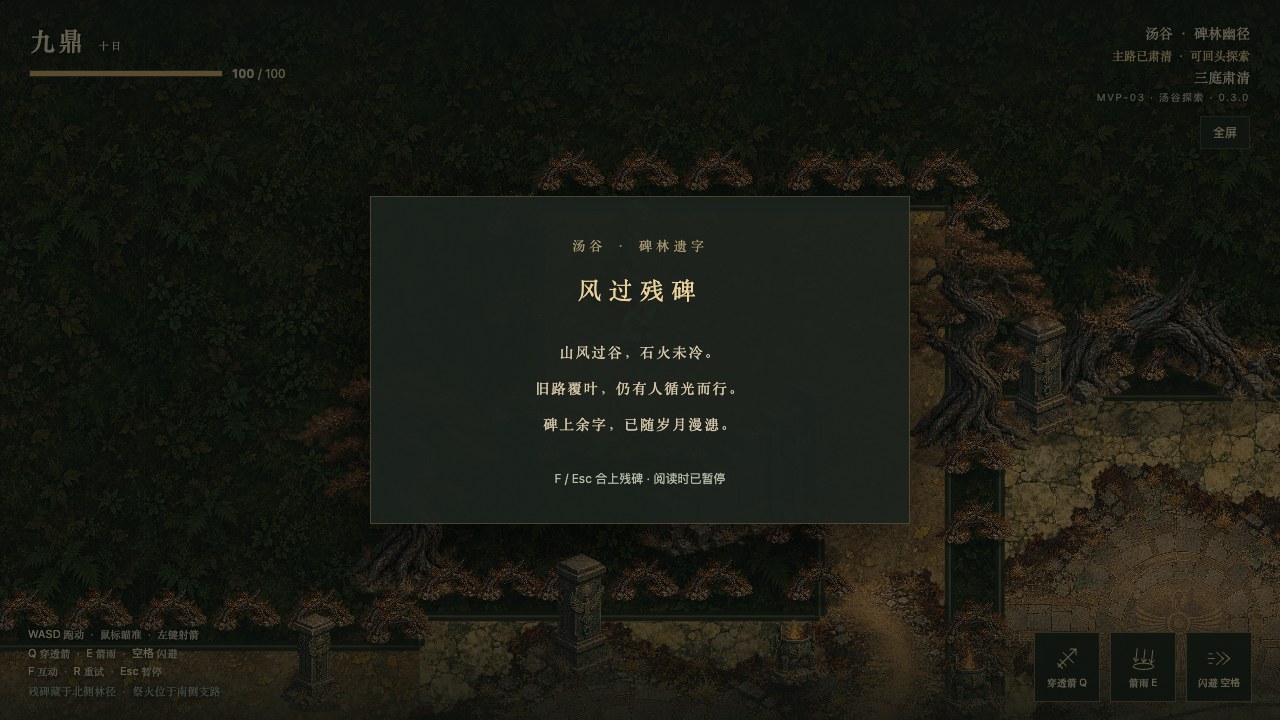 九鼎 十日
100 / 100
汤谷 · 碑林幽径
主路已肃清 · 可回头探索
三庭肃清
MVP-03 · 汤谷探索 · 0.3.0
全屏
汤谷 · 碑林遗字
风过残碑
山风过谷，石火未冷。
旧路覆叶，仍有人循光而行。
碑上余字，已随岁月漫漶。
F / Esc 合上残碑 · 阅读时已暂停
WASD 跑动 · 鼠标瞄准 · 左键射箭
Q 穿透箭 · E 箭雨 · 空格 闪避
F 互动 · R 重试 · Esc 暂停
残碑藏于北侧林径 · 祭火位于南侧支路
穿透箭 Q
箭雨 E
闪避 空格